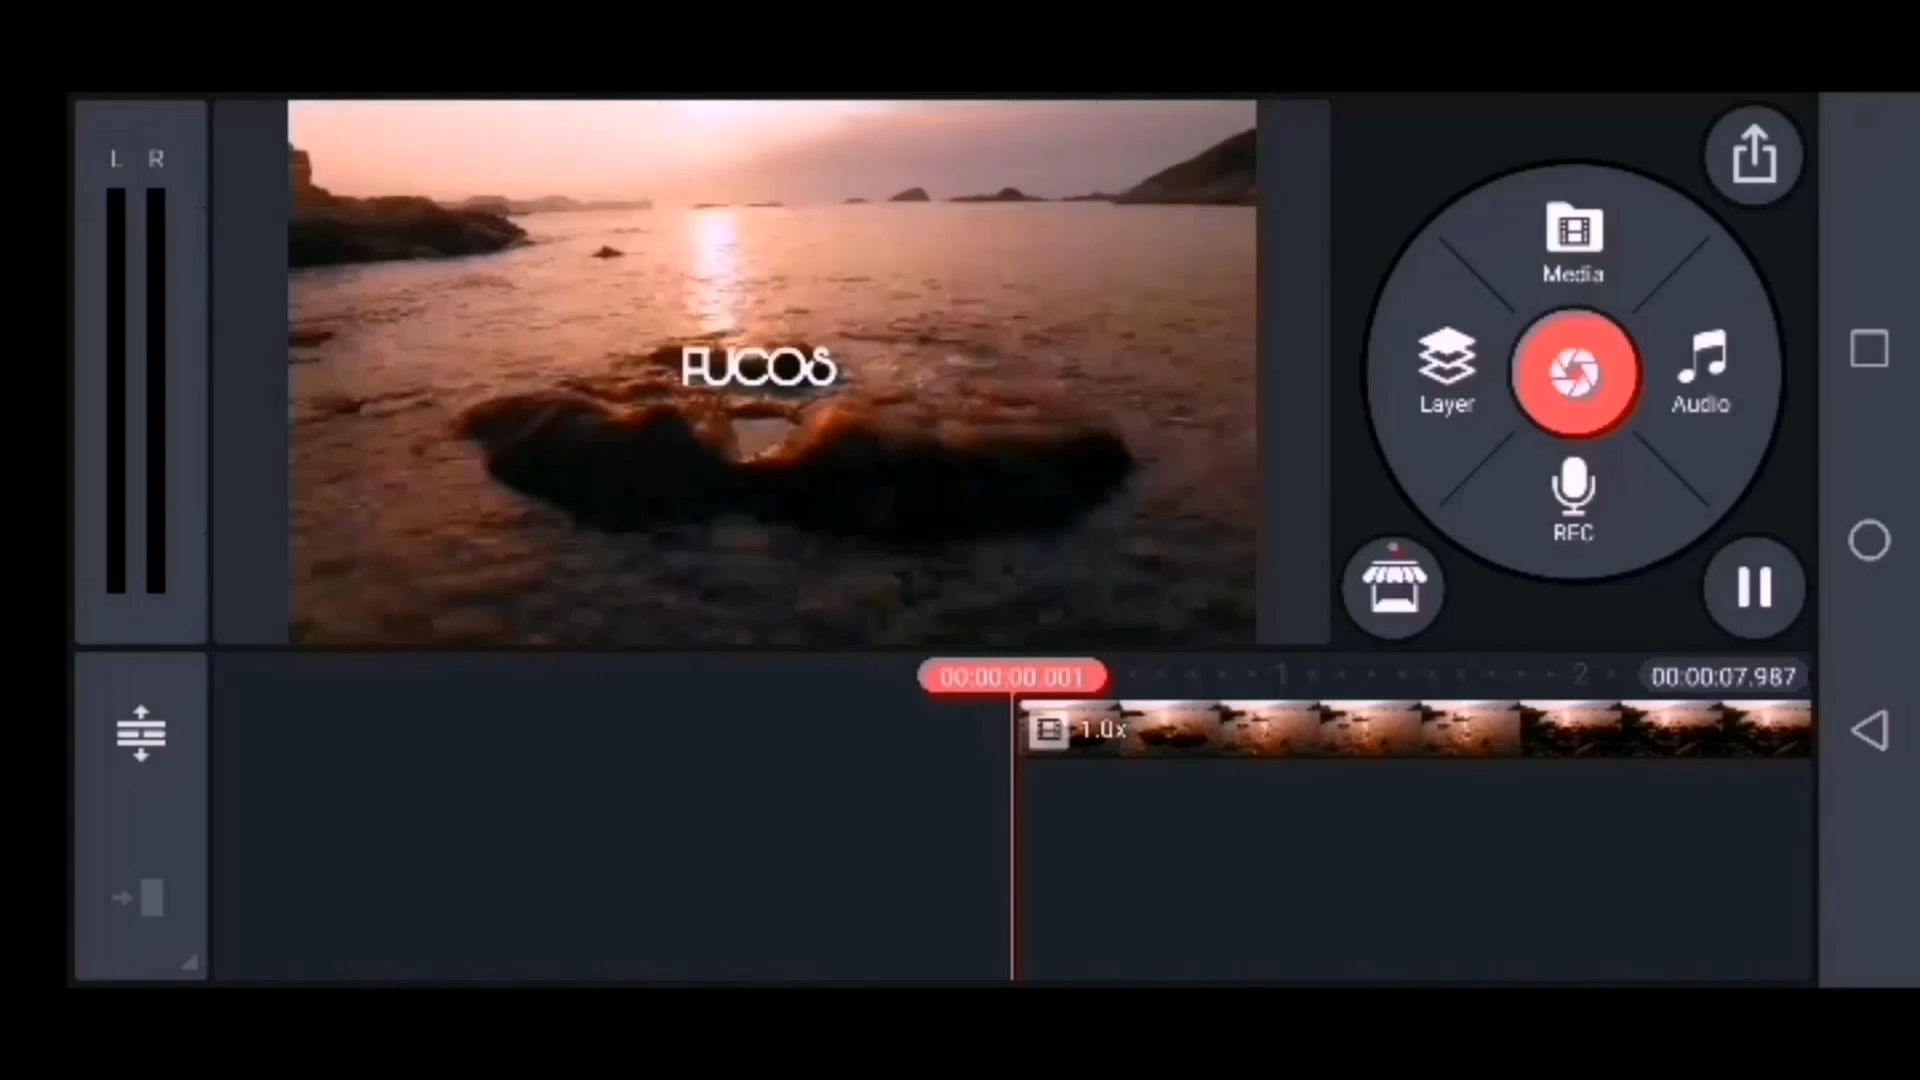 L R
FUCOS
Media
Layer
Audio
REC
00:00:00.001
1
2
00:00:07.987
1.0x